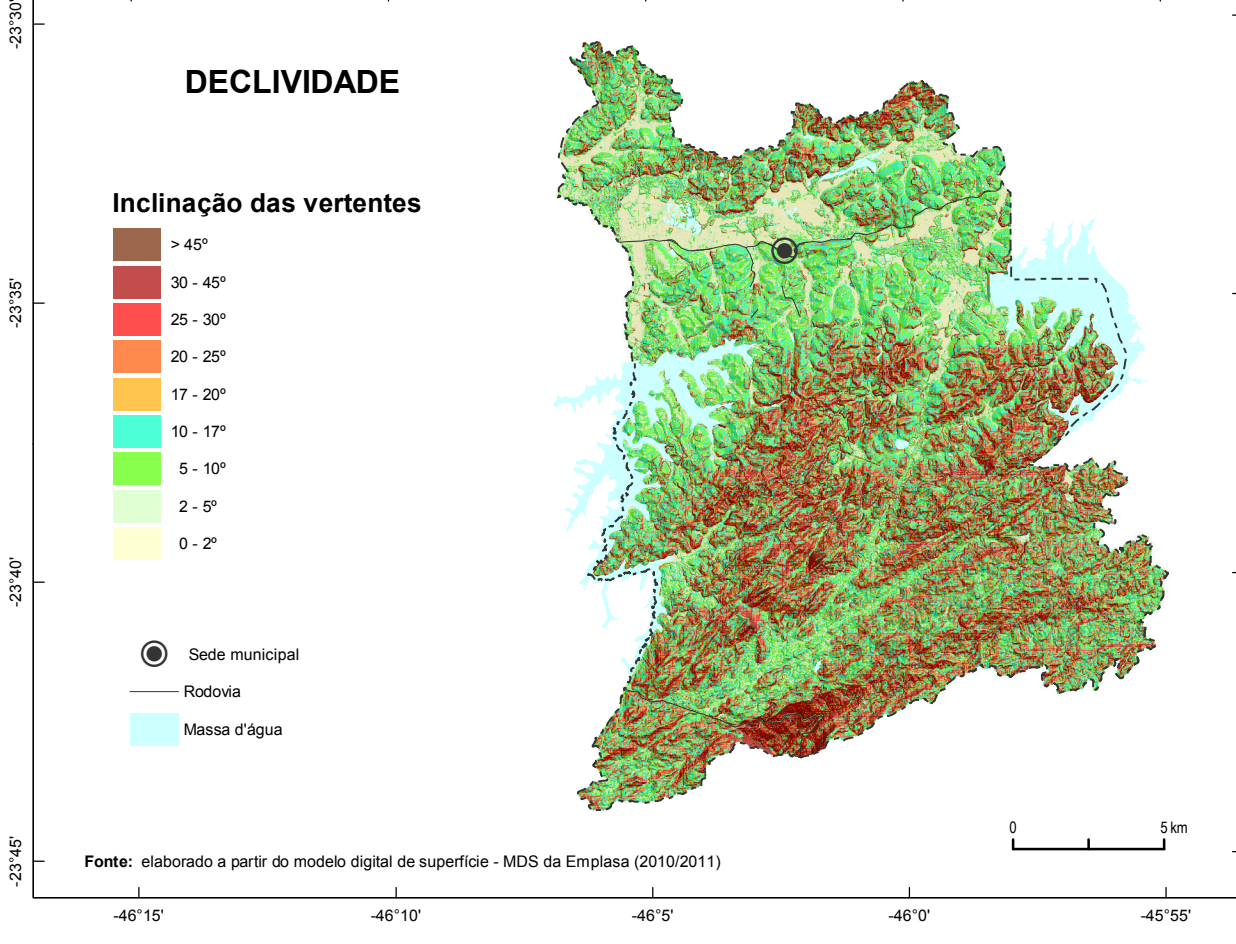 DECLIVIDADE
Inclinação das vertentes
> 45º
30 - 45º
25 - 30º
20 - 25º
17 - 20º
10 - 17º
5 - 10º
2 - 5º
0 - 2º
Sede municipal
Rodovia
Massa d'água
0 5 km
Fonte: elaborado a partir do modelo digital de superfície - MDS da Emplasa (2010/2011)
-23°30'
-23°35'
-23°40'
-23°45'
-46°15' -46°10' -46°5' -46°0' -45°55'